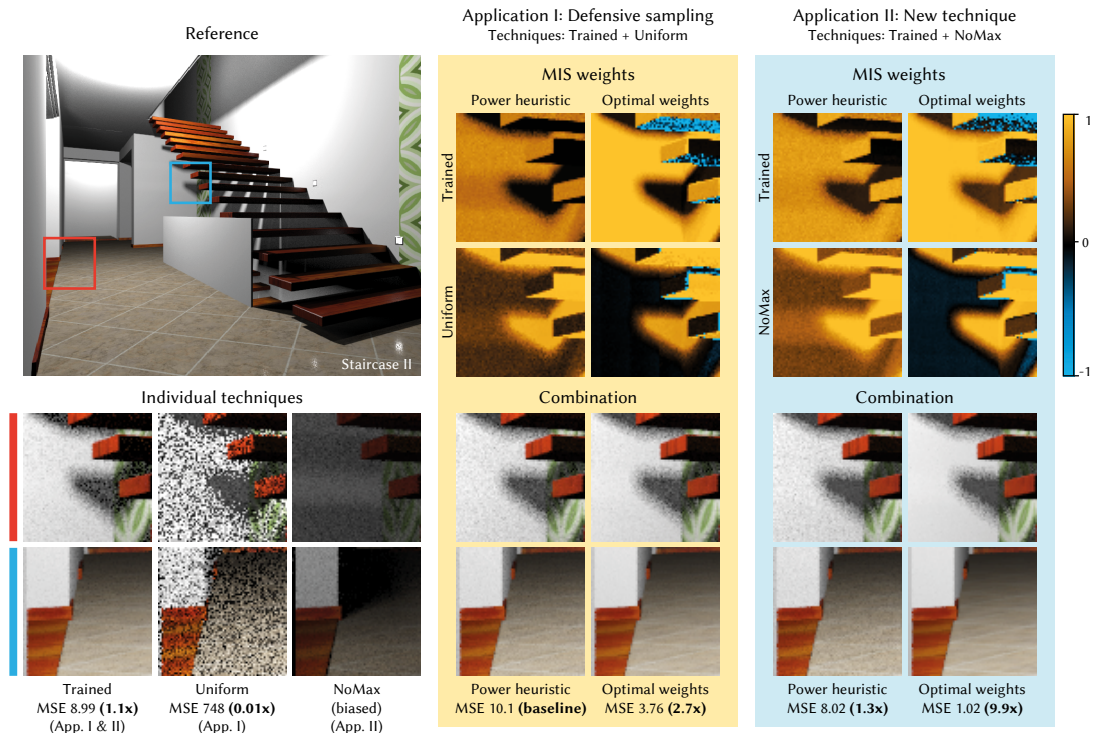 Reference
Staircase II
Individual techniques
Trained
MSE 8.99 (1.1x)
(App. I & II)
Uniform
MSE 748 (0.01x)
(App. I)
NoMax
(biased)
(App. II)
Application I: Defensive sampling
Techniques: Trained + Uniform
MIS weights
Power heuristic
Optimal weights
Trained
Uniform
Combination
Power heuristic
MSE 10.1 (baseline)
Optimal weights
MSE 3.76 (2.7x)
Application II: New technique
Techniques: Trained + NoMax
MIS weights
Power heuristic
Optimal weights
Trained
NoMax
Combination
Power heuristic
MSE 8.02 (1.3x)
Optimal weights
MSE 1.02 (9.9x)
1
0
-1